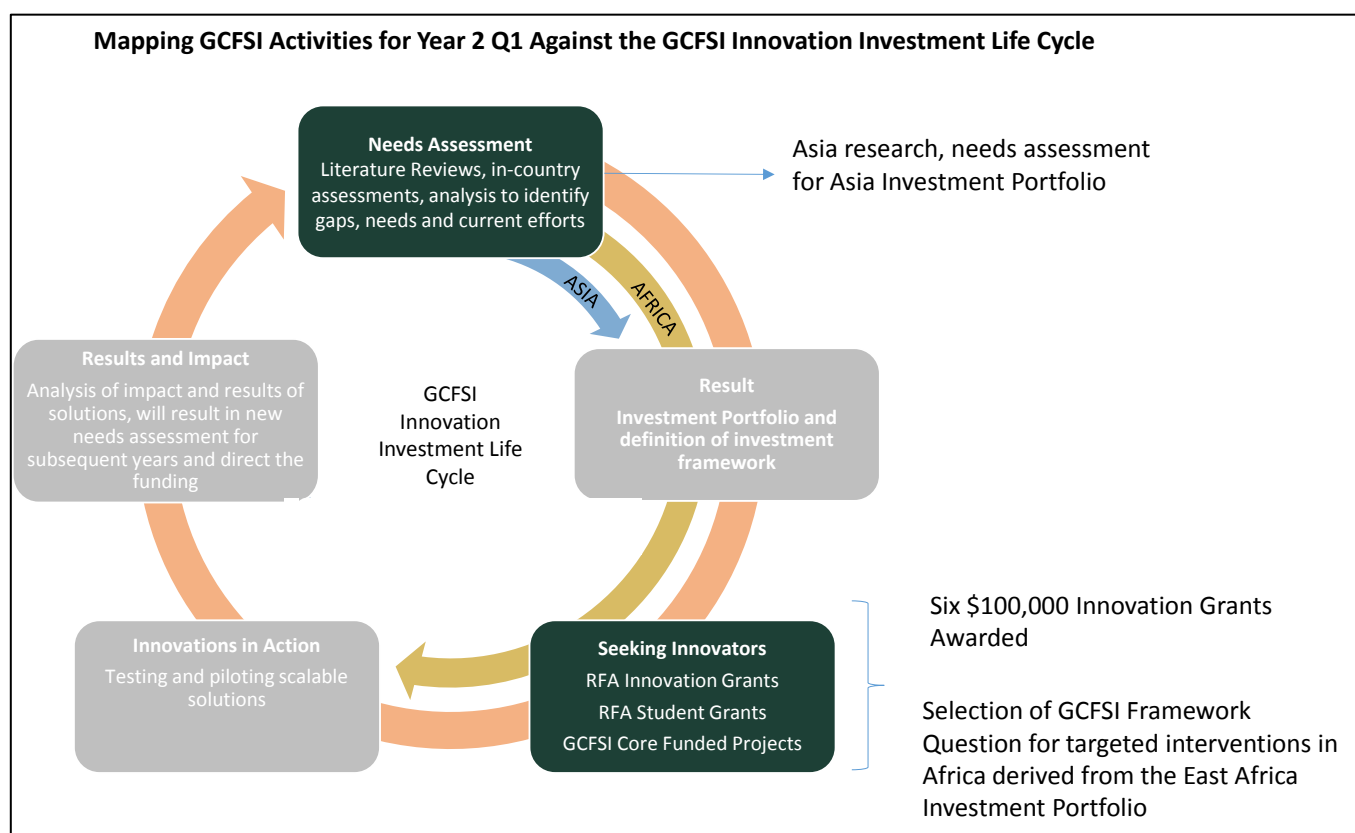 Mapping GCFSI Activities for Year 2 Q1 Against the GCFSI Innovation Investment Life Cycle
Needs Assessment
Literature Reviews, in-country
assessments, analysis to identify
gaps, needs and current efforts
Asia research, needs assessment
for Asia Investment Portfolio
ASIA
AFRICA
Results and Impact
Analysis of impact and results of
solutions, will result in new
needs assessment for
subsequent years and direct the
funding
GCFSI
Innovation
Investment Life
Cycle
Result
Investment Portfolio and
definition of investment
framework
Innovations in Action
Testing and piloting scalable
solutions
Seeking Innovators
RFA Innovation Grants
RFA Student Grants
GCFSI Core Funded Projects
Six $100,000 Innovation Grants
Awarded
Selection of GCFSI Framework
Question for targeted interventions in
Africa derived from the East Africa
Investment Portfolio